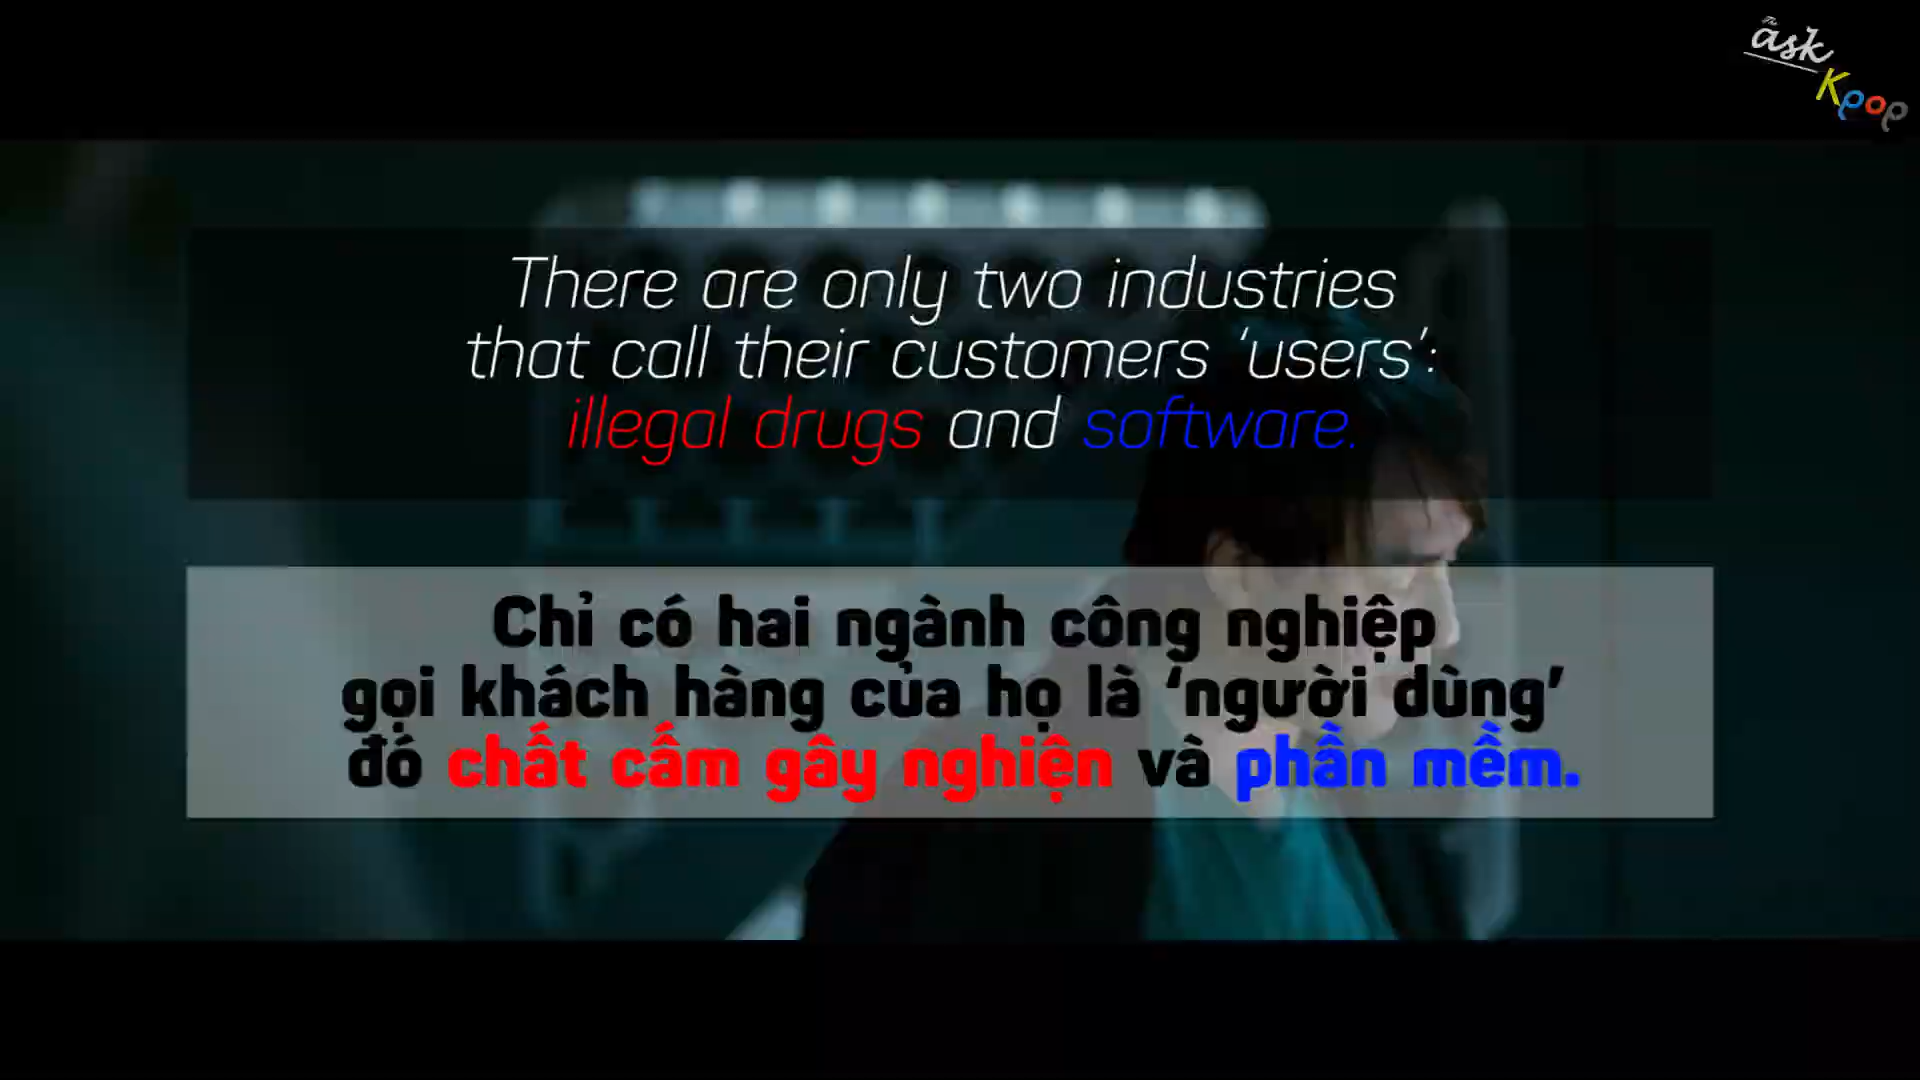 The
ask
Kpop
There are only two industries
that call their customers ‘users’:
illegal drugs and software.
Chỉ có hai ngành công nghiệp
gọi khách hàng của họ là ‘người dùng’
đó chất cấm gây nghiện và phần mềm.